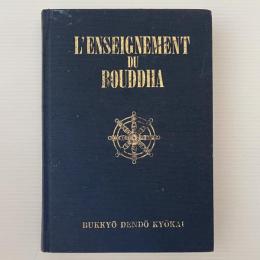 L'ENSEIGNEMENT
DU
BOUDDHA
BUKKYŌ DENDŌ KYŌKAI